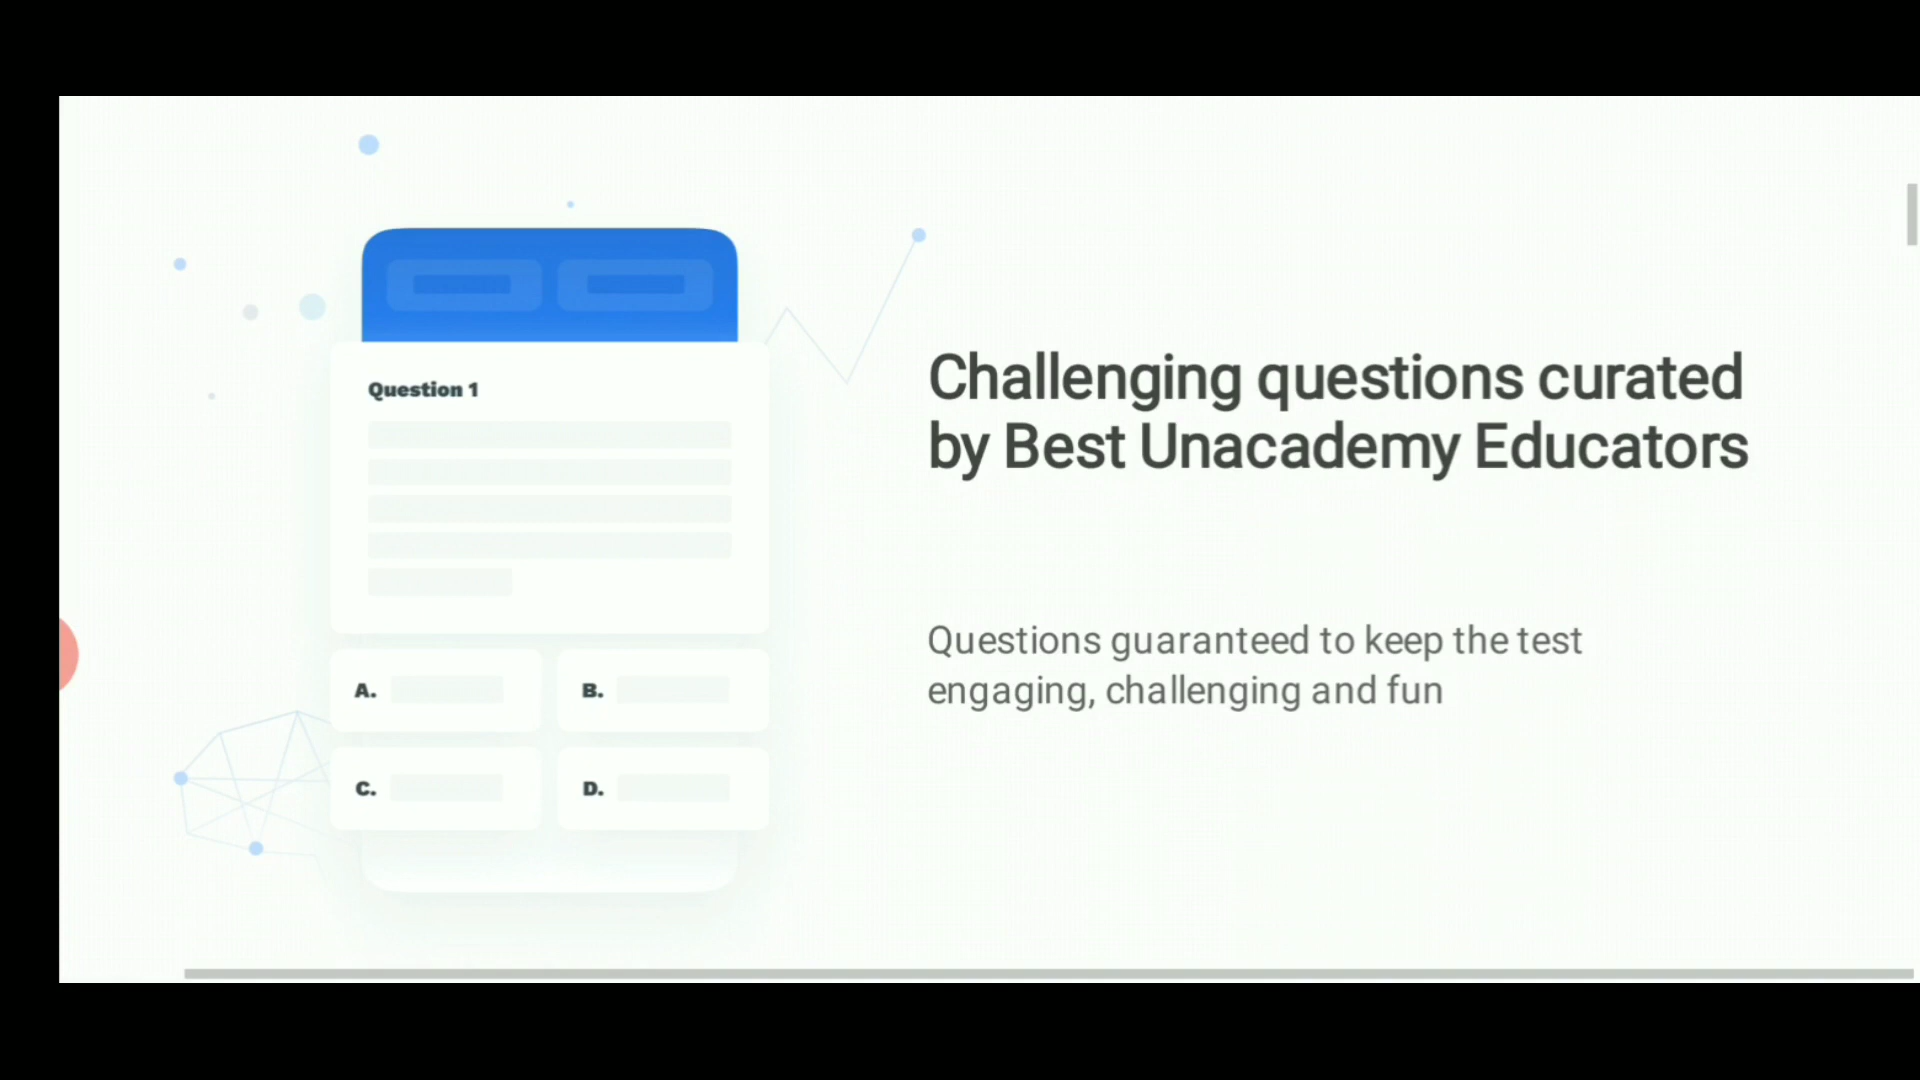 Question 1
A.
B.
C.
D.
Challenging questions curated
by Best Unacademy Educators
Questions guaranteed to keep the test
engaging, challenging and fun